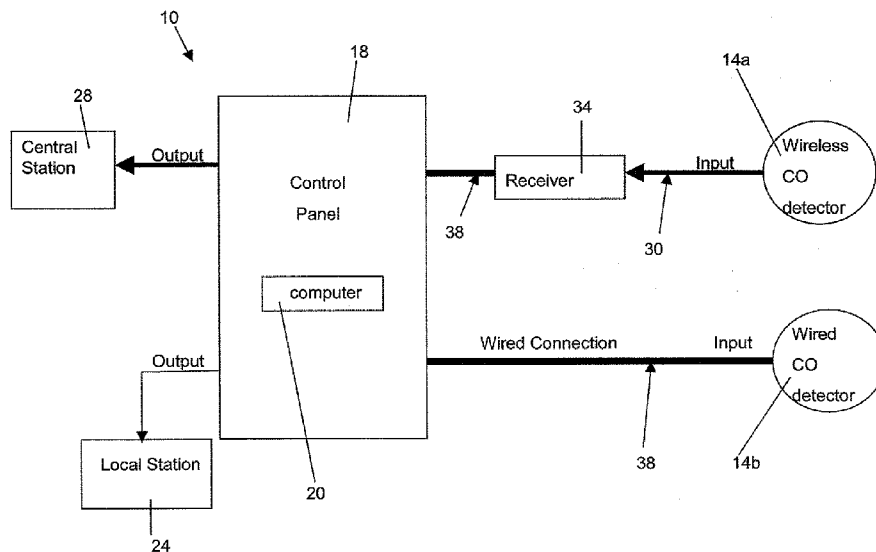 10
18
14a
28
34
Central
Station
Output
Control
Panel
Receiver
Input
Wireless
CO
detector
38
30
computer
Wired Connection
Input
Wired
CO
detector
Output
Local Station
20
38
14b
24